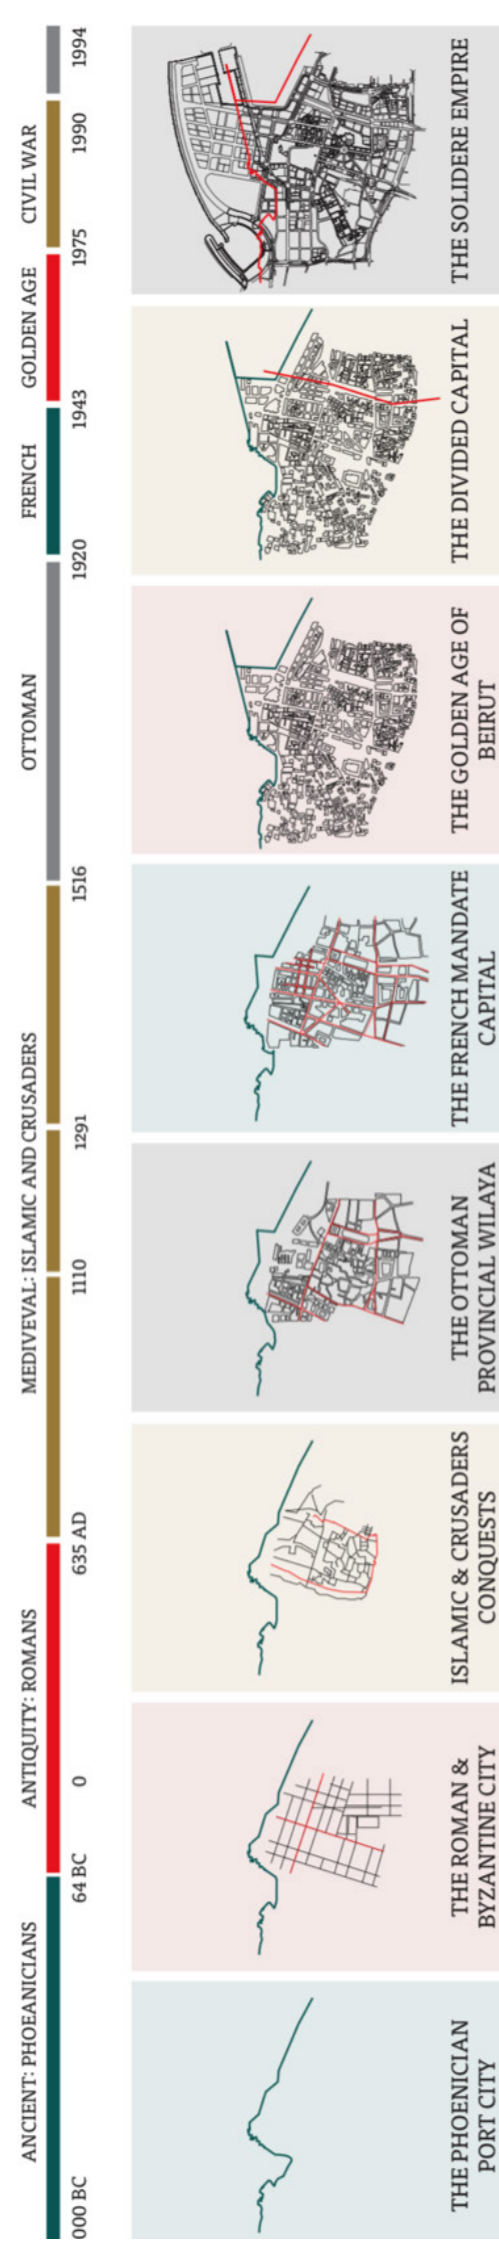 ANCIENT: PHOEANICIANS
ANTIQUITY: ROMANS
MEDIVEVAL: ISLAMIC AND CRUSADERS
OTTOMAN
FRENCH
GOLDEN AGE
CIVIL WAR
000 BC
64 BC
0
635 AD
1110
1291
1516
1920
1943
1975
1990
1994
THE PHOENICIAN
PORT CITY
THE ROMAN &
BYZANTINE CITY
ISLAMIC & CRUSADERS
CONQUESTS
THE OTTOMAN
PROVINCIAL WILAYA
THE FRENCH MANDATE
CAPITAL
THE GOLDEN AGE OF
BEIRUT
THE DIVIDED CAPITAL
THE SOLIDERE EMPIRE